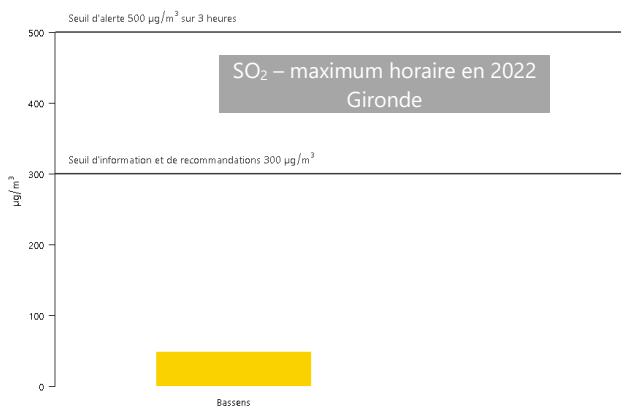 Seuil d'alerte 500 µg/m³ sur 3 heures
500
SO₂ – maximum horaire en 2022
Gironde
400
Seuil d'information et de recommandations 300 µg/m³
300
µg/m³
200
100
0
Bassens